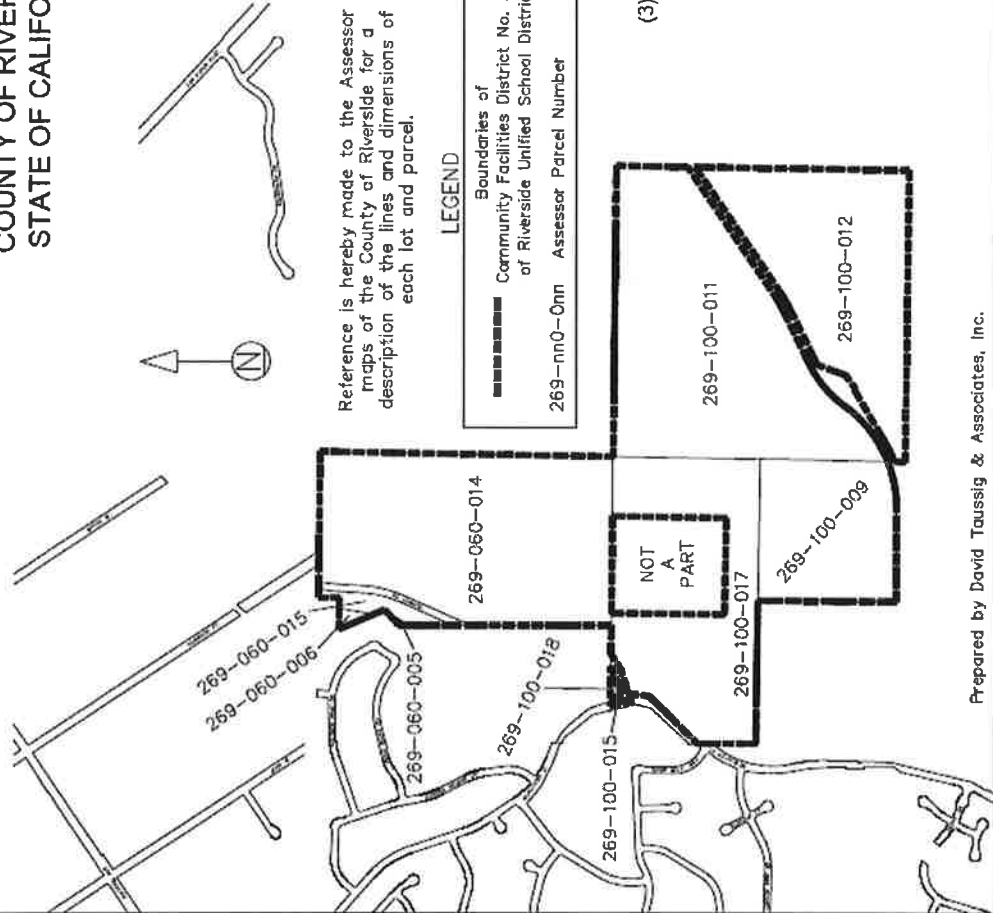 COUNTY OF RIVER
STATE OF CALIFO
N
Reference is hereby made to the Assessor
maps of the County of Riverside for a
description of the lines and dimensions of
each lot and parcel.
LEGEND
Boundaries of
Community Facilities District No.
of Riverside Unified School Distric
269-nn0-0nn Assessor Parcel Number
(3)
269-060-015
269-060-006
269-060-014
269-060-005
269-100-018
269-100-015
269-100-011
269-100-012
NOT
A
PART
269-100-017
269-100-009
Prepared by David Taussig & Associates, Inc.